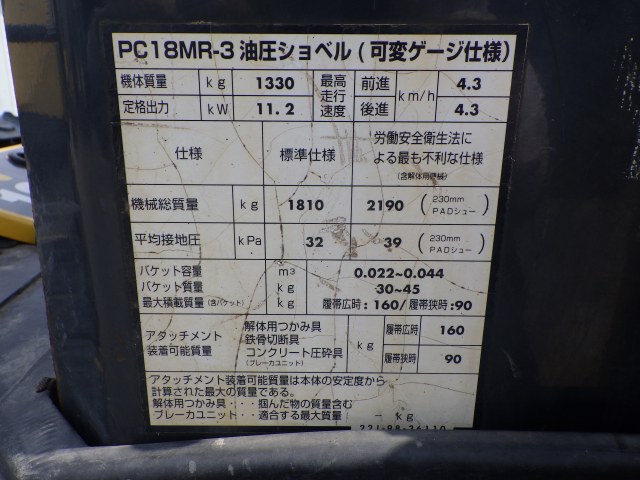 PC18MR-3 油圧ショベル (可変ゲージ仕様)
機体質量 kg 1330 最高走行速度 前進 km/h 4.3
定格出力 kW 11.2 後進 4.3
仕様 標準仕様 労働安全衛生法による最も不利な仕様 (含解体用機械)
機械総質量 kg 1810 2190 (230mm PADシュー)
平均接地圧 kPa 32 39 (230mm PADシュー)
バケット容量 m3 0.022~0.044
バケット質量 kg 30~45
最大積載質量 (含バケット) kg 履帯広時:160/履帯狭時:90
アタッチメント装着可能質量 解体用つかみ具 鉄骨切断具 コンクリート圧砕具 (ブレーカユニット) kg 履帯広時 160
履帯狭時 90
アタッチメント装着可能質量は本体の安定度から
計算された最大の質量である。
解体用つかみ具・・・掴んだ物の質量含む
ブレーカユニット・・適合する最大質量 - kg